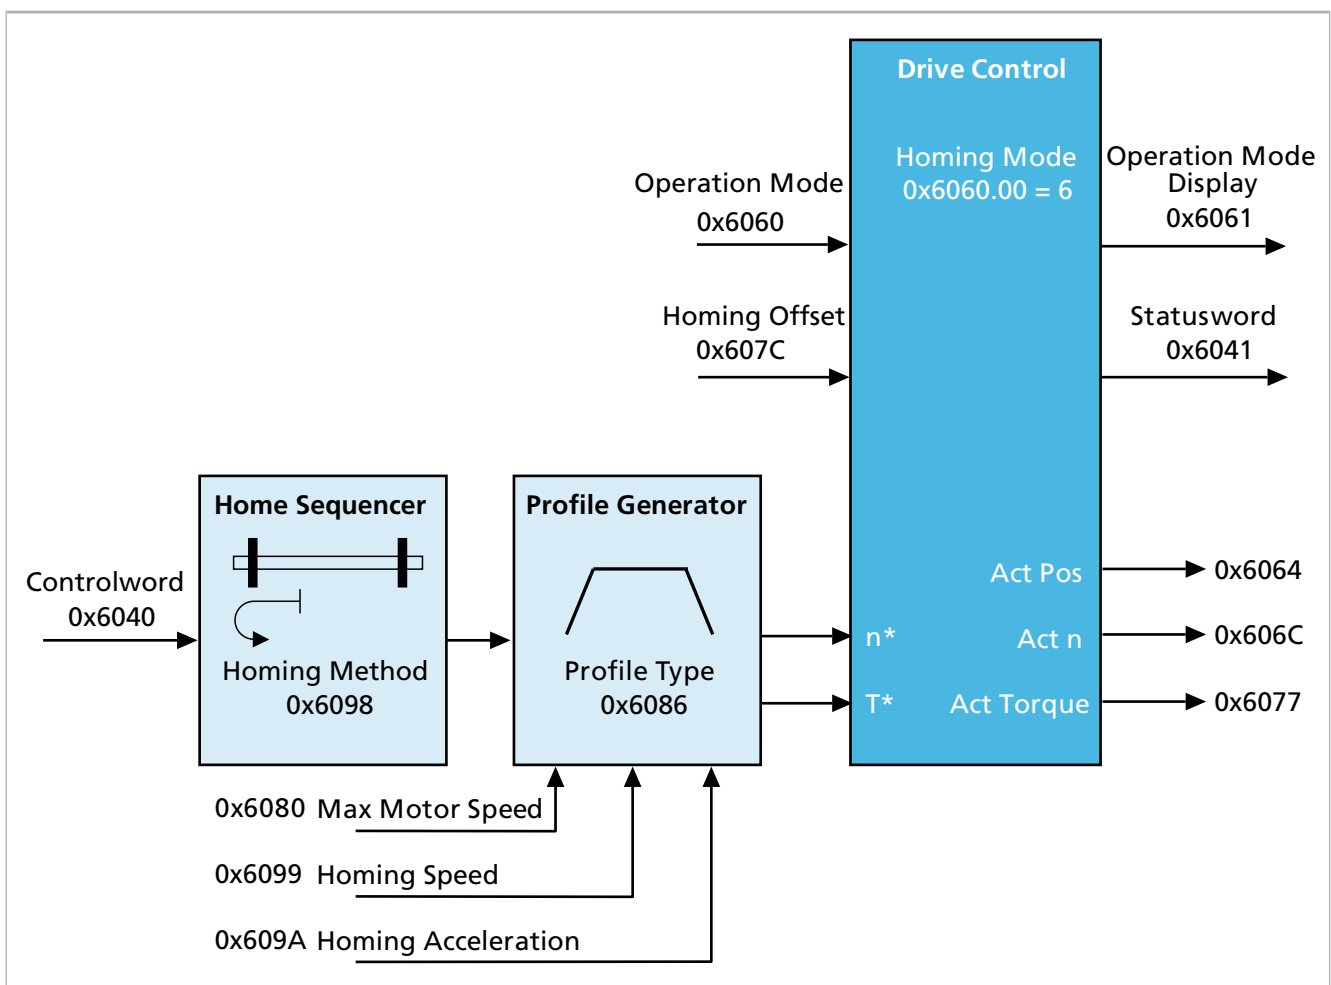 Drive Control
Homing Mode
0x6060.00 = 6
Operation Mode
0x6060
Operation Mode
Display
0x6061
Homing Offset
0x607C
Statusword
0x6041
Home Sequencer
Homing Method
0x6098
Controlword
0x6040
Profile Generator
Profile Type
0x6086
n*
T*
Act Pos
0x6064
Act n
0x606C
Act Torque
0x6077
0x6080 Max Motor Speed
0x6099 Homing Speed
0x609A Homing Acceleration